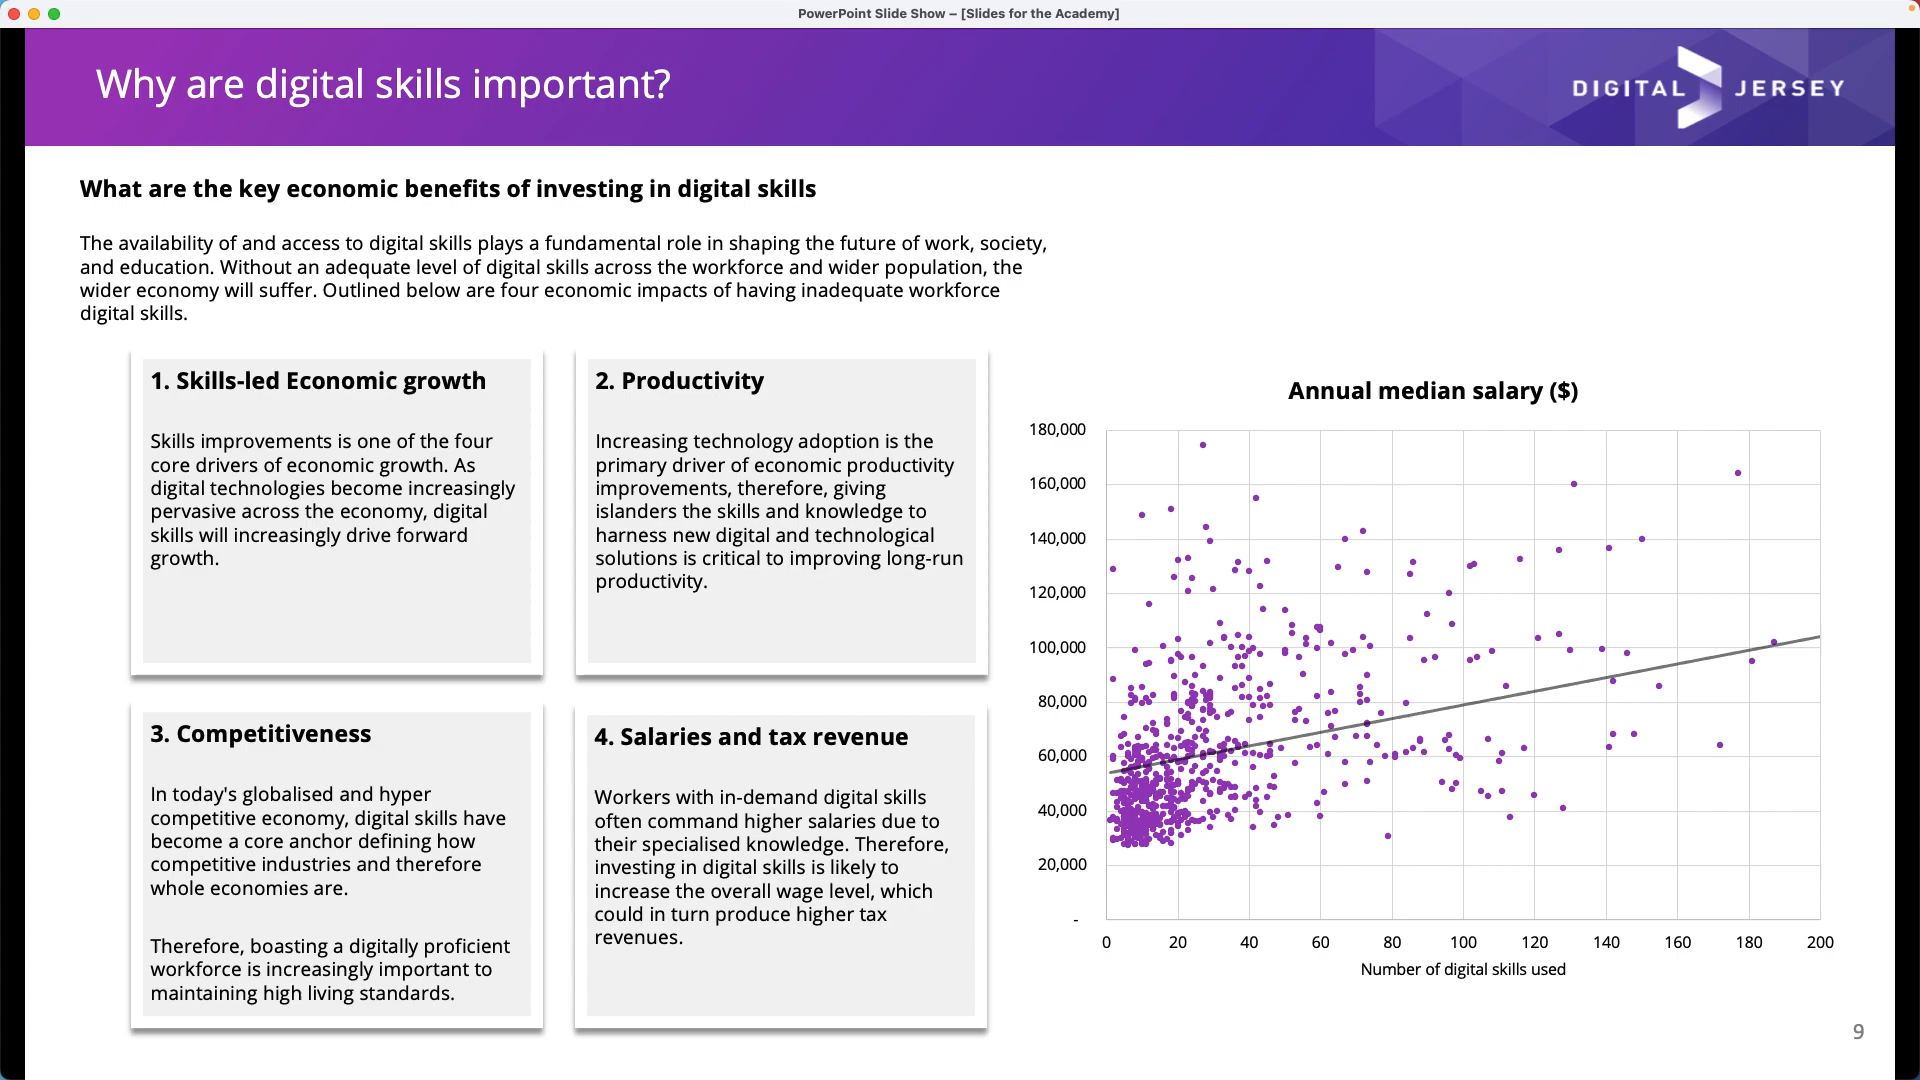 PowerPoint Slide Show – [Slides for the Academy]
Why are digital skills important?
DIGITAL JERSEY
What are the key economic benefits of investing in digital skills
The availability of and access to digital skills plays a fundamental role in shaping the future of work, society,
and education. Without an adequate level of digital skills across the workforce and wider population, the
wider economy will suffer. Outlined below are four economic impacts of having inadequate workforce
digital skills.
1. Skills-led Economic growth
Skills improvements is one of the four
core drivers of economic growth. As
digital technologies become increasingly
pervasive across the economy, digital
skills will increasingly drive forward
growth.
2. Productivity
Increasing technology adoption is the
primary driver of economic productivity
improvements, therefore, giving
islanders the skills and knowledge to
harness new digital and technological
solutions is critical to improving long-run
productivity.
3. Competitiveness
In today's globalised and hyper
competitive economy, digital skills have
become a core anchor defining how
competitive industries and therefore
whole economies are.
Therefore, boasting a digitally proficient
workforce is increasingly important to
maintaining high living standards.
4. Salaries and tax revenue
Workers with in-demand digital skills
often command higher salaries due to
their specialised knowledge. Therefore,
investing in digital skills is likely to
increase the overall wage level, which
could in turn produce higher tax
revenues.
Annual median salary ($)
180,000
160,000
140,000
120,000
100,000
80,000
60,000
40,000
20,000
-
0 20 40 60 80 100 120 140 160 180 200
Number of digital skills used
9